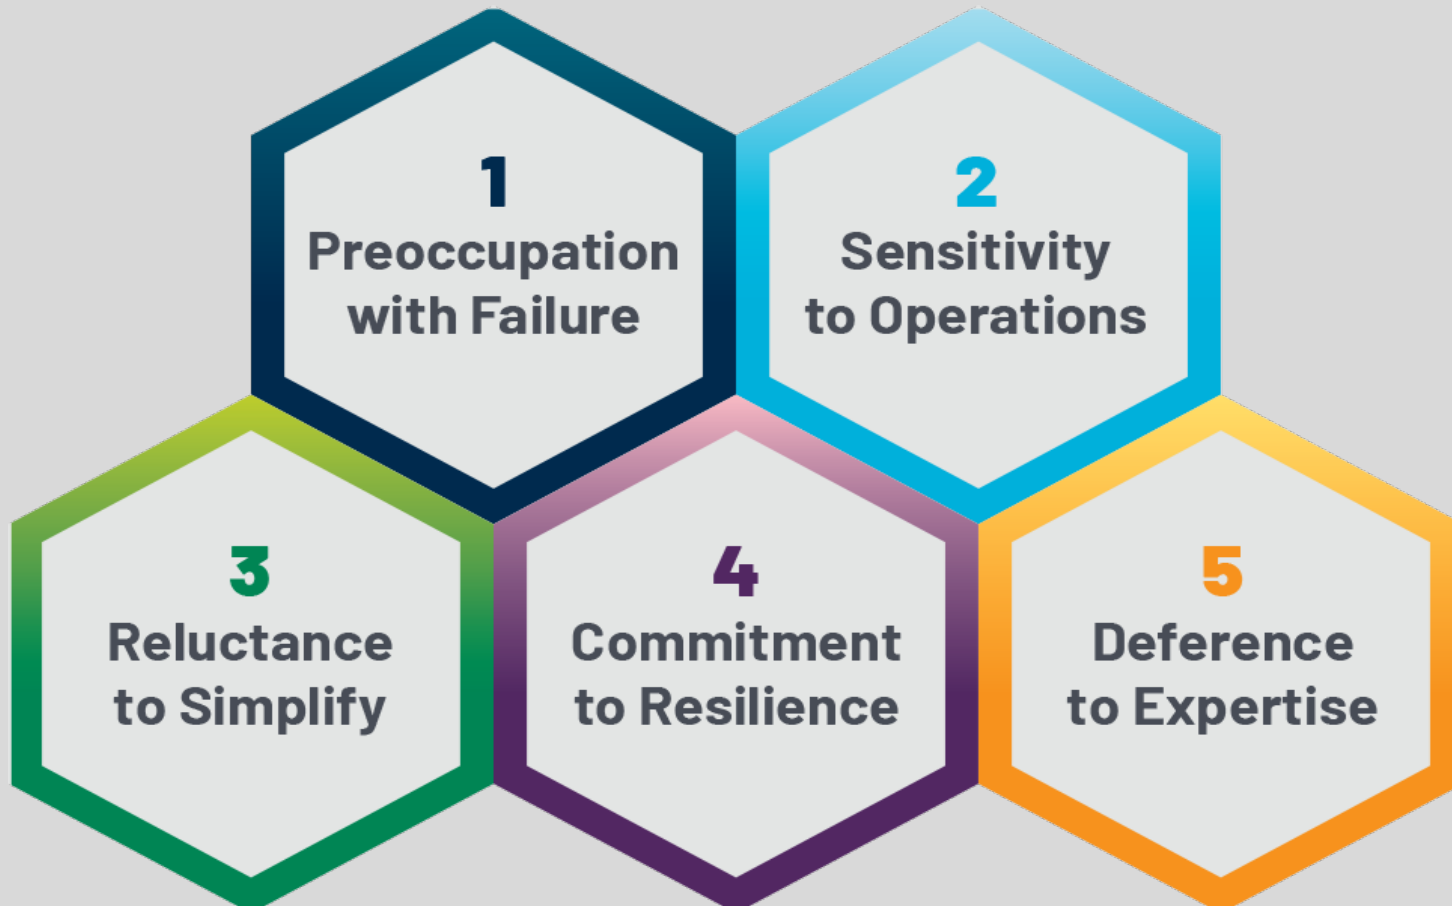 1
Preoccupation
with Failure
2
Sensitivity
to Operations
3
Reluctance
to Simplify
4
Commitment
to Resilience
5
Deference
to Expertise